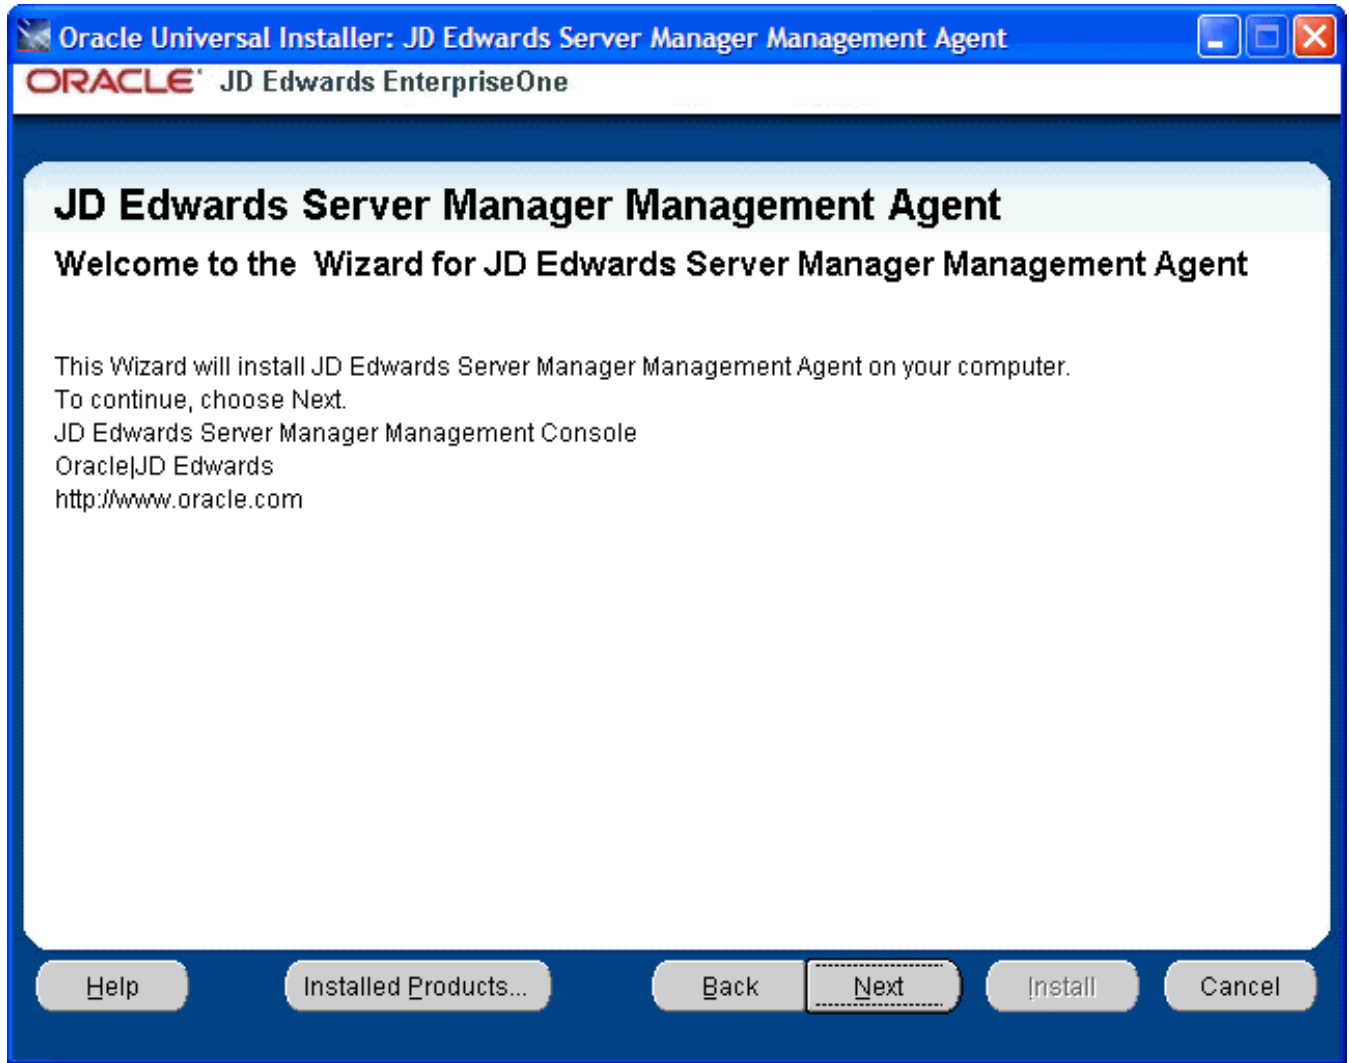 Oracle Universal Installer: JD Edwards Server Manager Management Agent
ORACLE JD Edwards EnterpriseOne
JD Edwards Server Manager Management Agent
Welcome to the  Wizard for JD Edwards Server Manager Management Agent
This Wizard will install JD Edwards Server Manager Management Agent on your computer.
To continue, choose Next.
JD Edwards Server Manager Management Console
Oracle|JD Edwards
http://www.oracle.com
Help Installed Products... Back Next Install Cancel